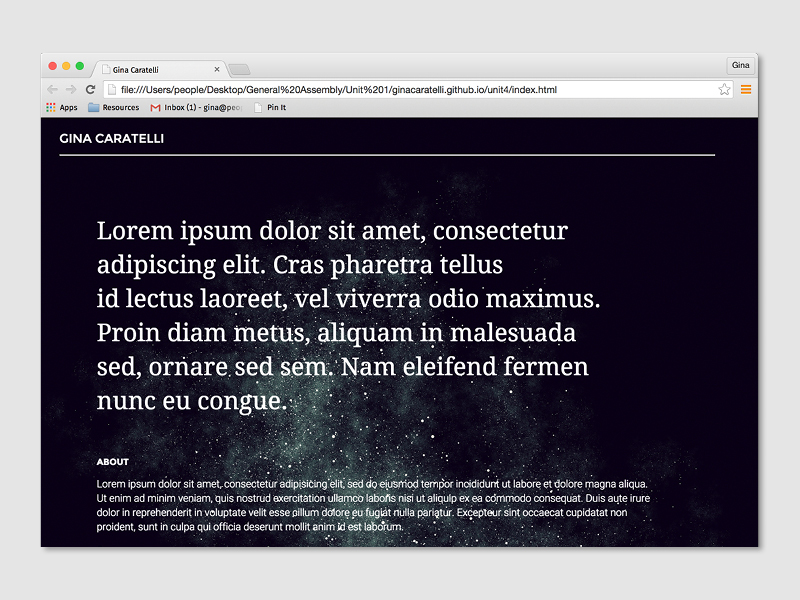 Gina Caratelli
Gina
file:///Users/people/Desktop/General%20Assembly/Unit%201/ginacaratelli.github.io/unit4/index.html
Apps Resources Inbox (1) - gina@peop Pin It
GINA CARATELLI
Lorem ipsum dolor sit amet, consectetur
adipiscing elit. Cras pharetra tellus
id lectus laoreet, vel viverra odio maximus.
Proin diam metus, aliquam in malesuada
sed, ornare sed sem. Nam eleifend fermen
nunc eu congue.
ABOUT
Lorem ipsum dolor sit amet, consectetur adipisicing elit, sed do eiusmod tempor incididunt ut labore et dolore magna aliqua.
Ut enim ad minim veniam, quis nostrud exercitation ullamco laboris nisi ut aliquip ex ea commodo consequat. Duis aute irure
dolor in reprehenderit in voluptate velit esse cillum dolore eu fugiat nulla pariatur. Excepteur sint occaecat cupidatat non
proident, sunt in culpa qui officia deserunt mollit anim id est laborum.